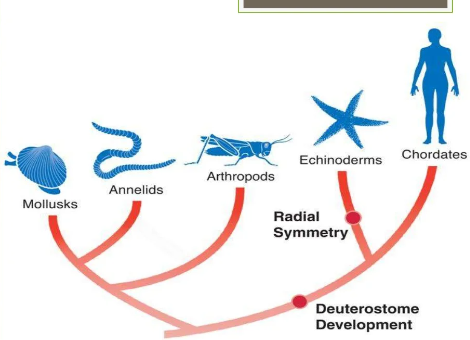 Mollusks
Annelids
Arthropods
Echinoderms
Chordates
Radial
Symmetry
Deuterostome
Development